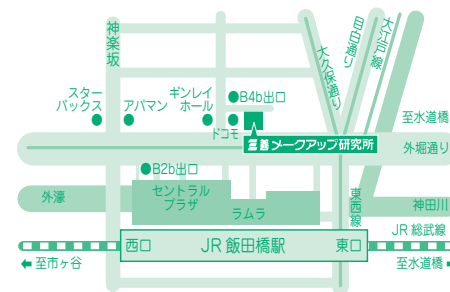 神楽坂
目白通り
大江戸線
大久保通り
スター
バックス
アパマン
ギンレイ
ホール
●B4b出口
ドコモ
至水道橋
三善メークアップ研究所
外堀通り
●B2b出口
セントラル
プラザ
ラムラ
外濠
東西線
神田川
JR 総武線
西口
JR 飯田橋駅
東口
至市ヶ谷
至水道橋